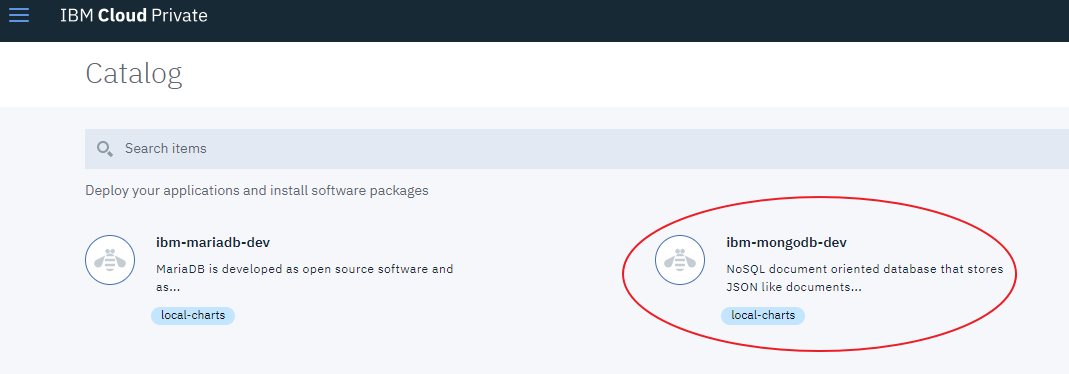 IBM Cloud Private
Catalog
Search items
Deploy your applications and install software packages
ibm-mariadb-dev
MariaDB is developed as open source software and
as...
local-charts
ibm-mongodb-dev
NoSQL document oriented database that stores
JSON like documents...
local-charts